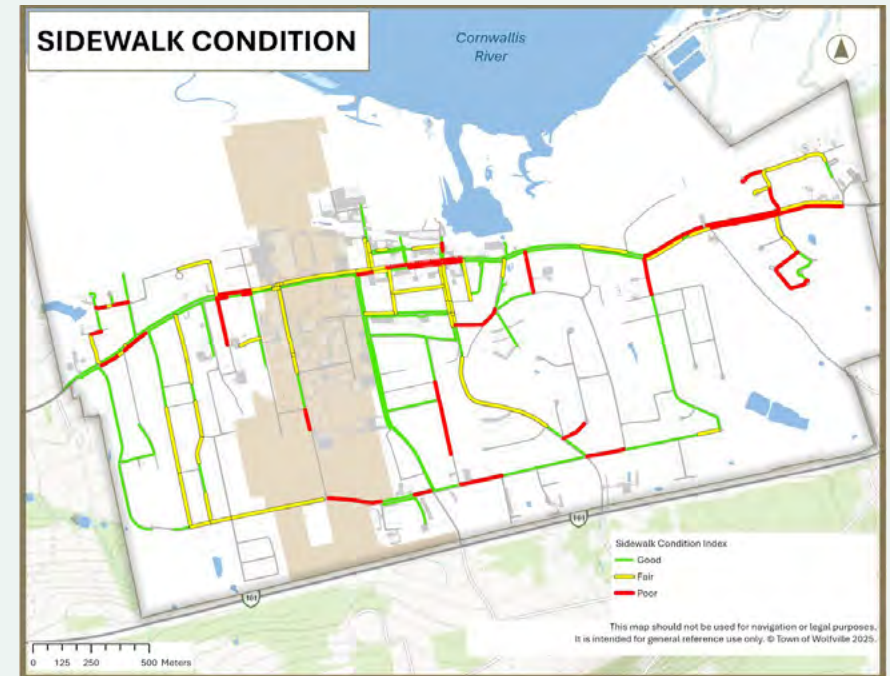 SIDEWALK CONDITION
Cornwallis
River
101
101
Sidewalk Condition Index
Good
Fair
Poor
This map should not be used for navigation or legal purposes.
It is intended for general reference use only. © Town of Wolfville 2025.
0 125 250 500 Meters